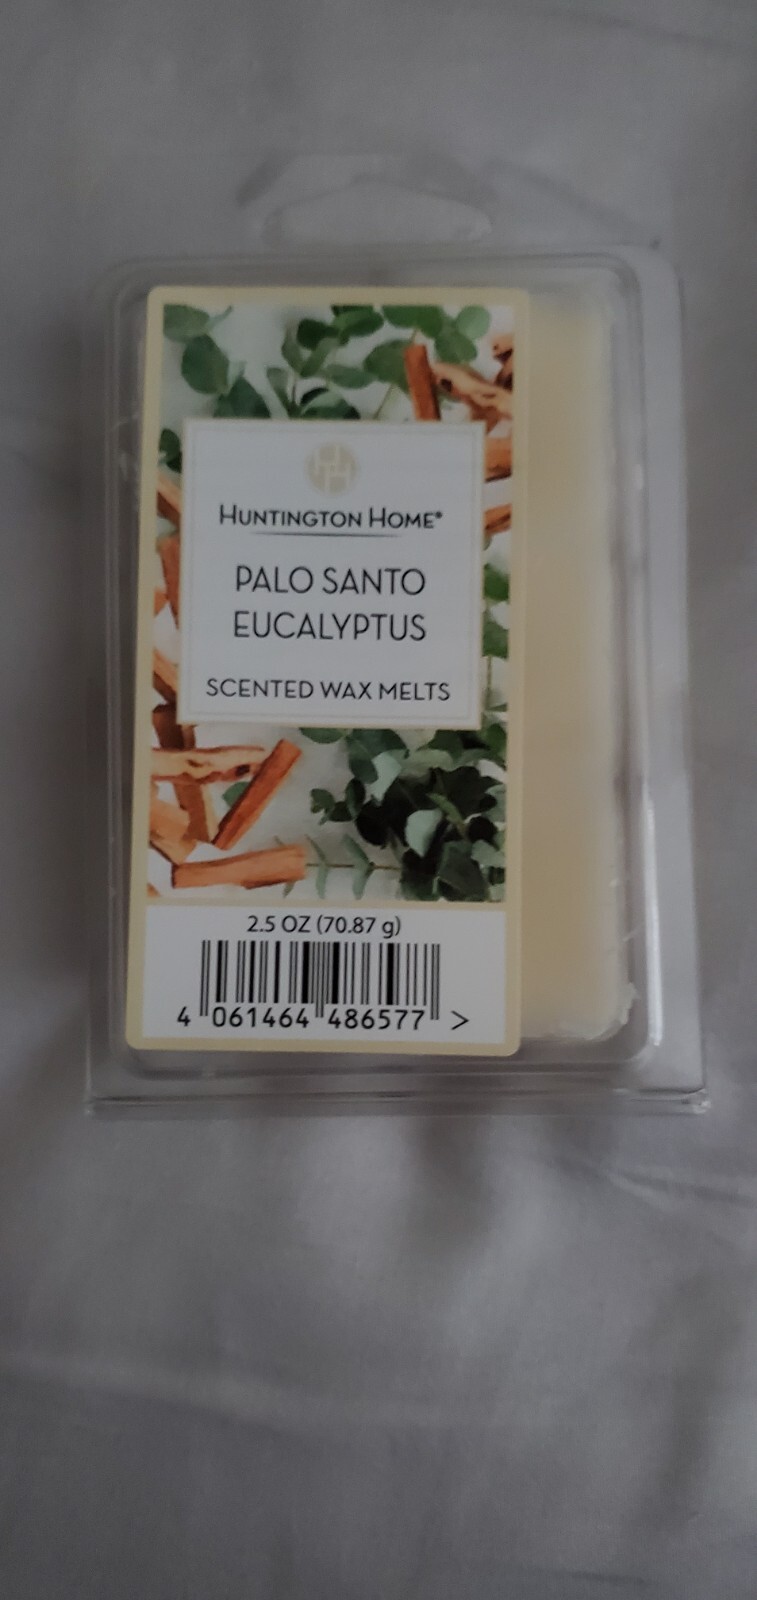 HUNTINGTON HOME®
PALO SANTO
EUCALYPTUS
SCENTED WAX MELTS
2.5 OZ (70.87 g)
4 061464 486577 >